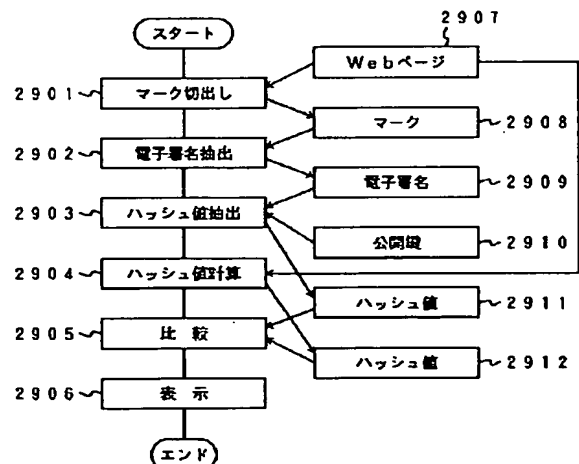 2907
スタート
Webページ
2901 マーク切出し
マーク 2908
2902 電子署名抽出
電子署名 2909
2903 ハッシュ値抽出
公開鍵 2910
2904 ハッシュ値計算
ハッシュ値 2911
2905 比較
ハッシュ値 2912
2906 表示
エンド